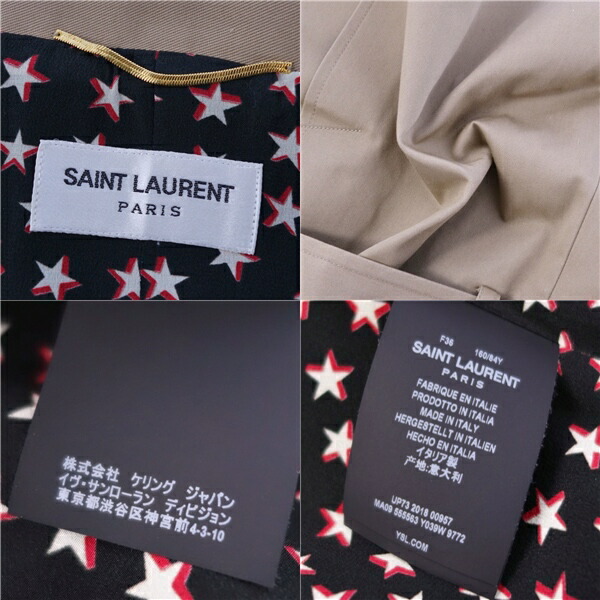 SAINT LAURENT
PARIS
株式会社 ケリング ジャパン
イヴ・サンローラン ディビジョン
東京都渋谷区神宮前4-3-10
F36 160/84Y
SAINT LAURENT
PARIS
FABRIQUE EN ITALIE
PRODOTTO IN ITALIA
MADE IN ITALY
HERGESTELLT IN ITALIEN
HECHO EN ITALIA
イタリア製
产地:意大利
UP73 2018 00957
MA09 555563 Y039W 9772
YSL.COM